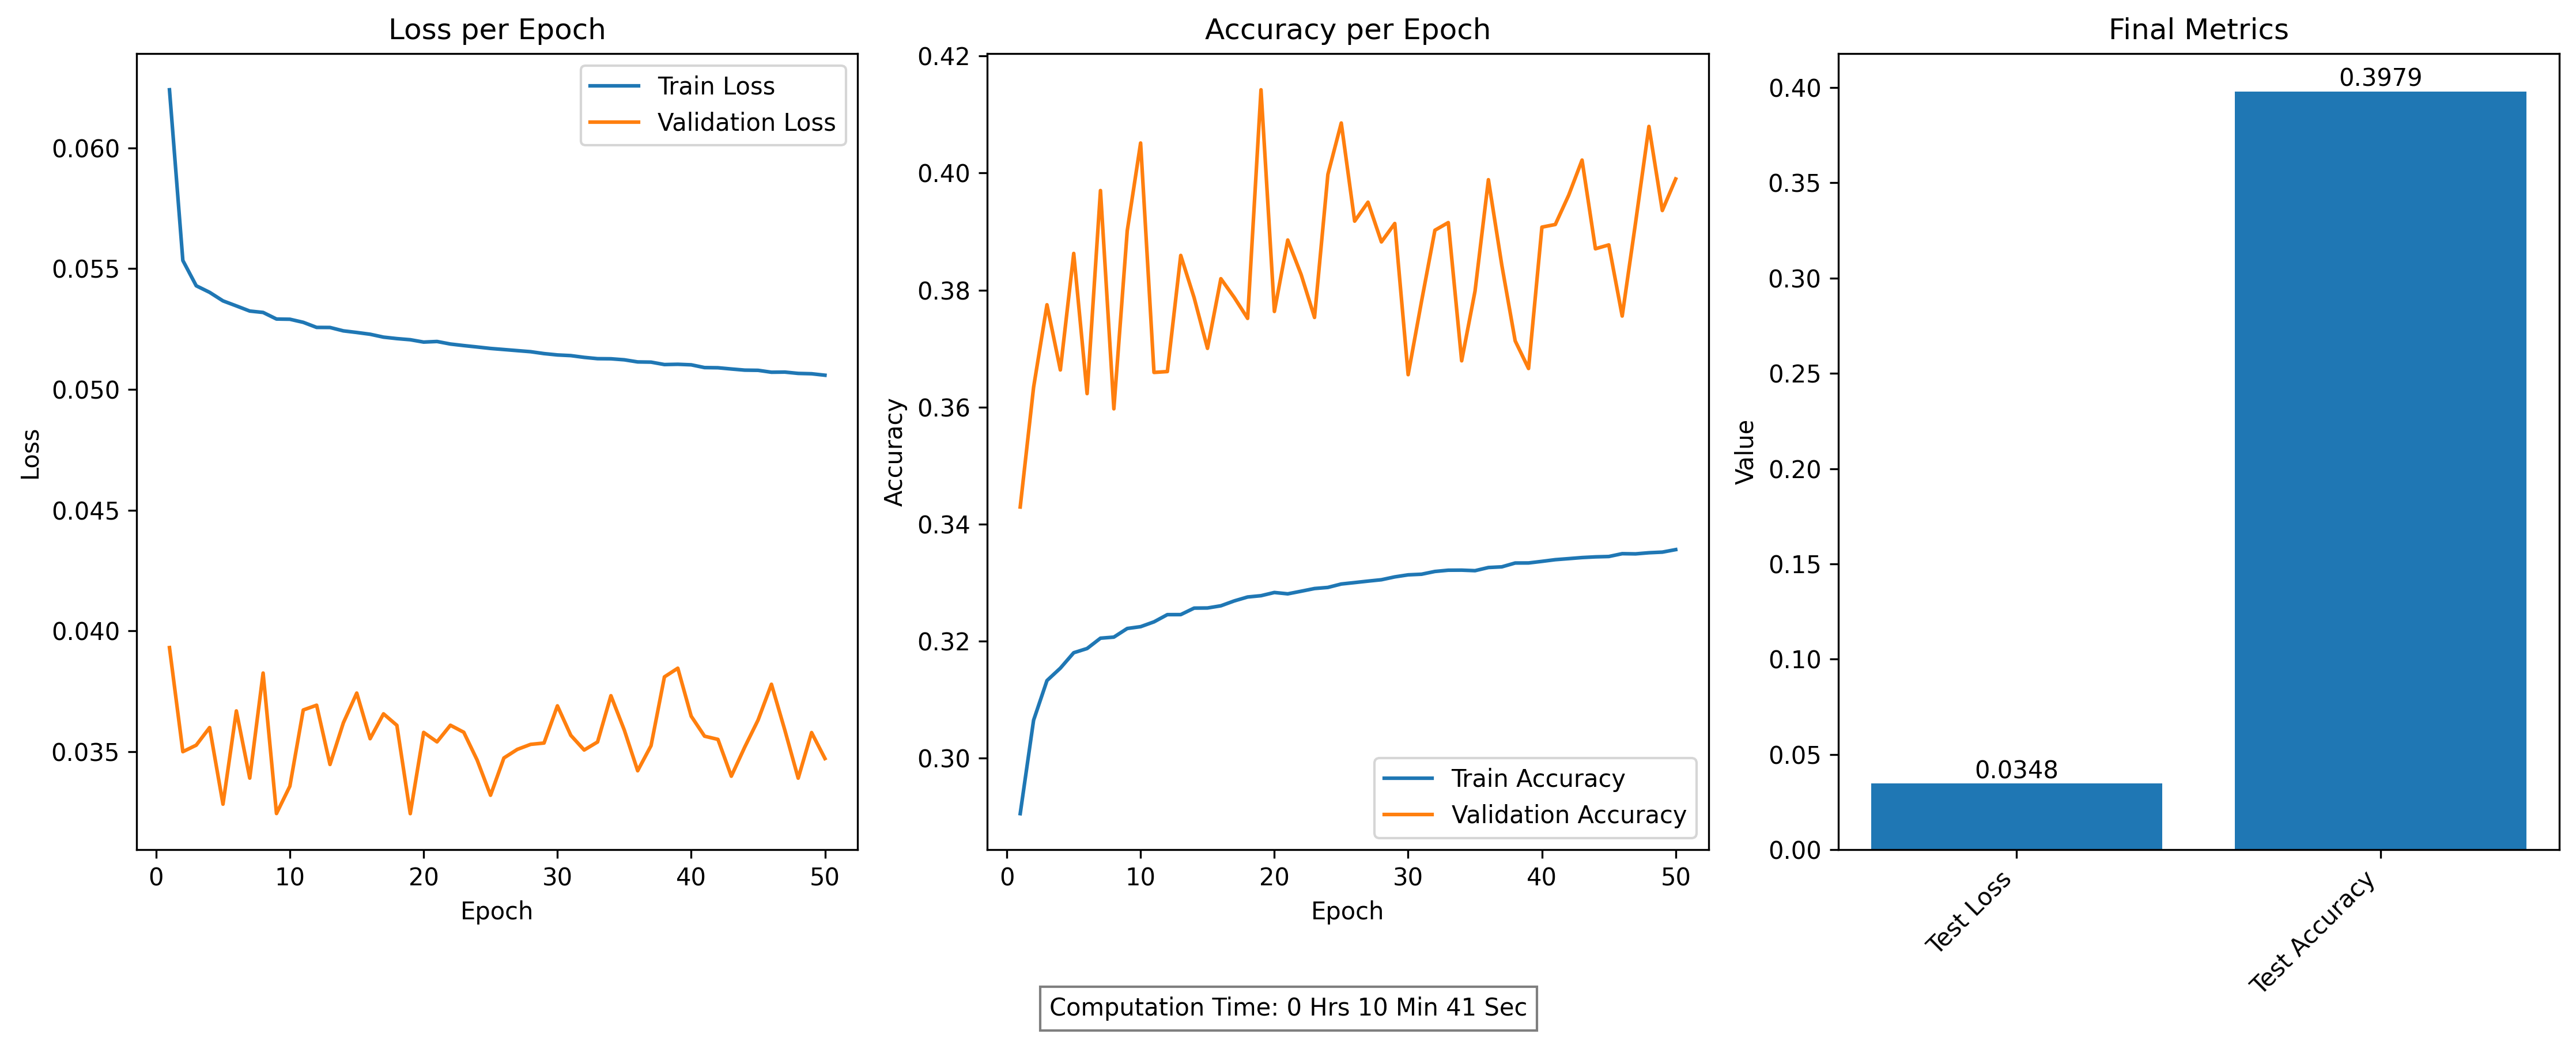 Loss per Epoch
Train Loss
Validation Loss
0.060
0.055
0.050
0.045
0.040
0.035
Loss
0
10
20
30
40
50
Epoch
Accuracy per Epoch
0.42
0.40
0.38
0.36
0.34
0.32
0.30
Accuracy
Train Accuracy
Validation Accuracy
0
10
20
30
40
50
Epoch
Final Metrics
0.3979
0.0348
0.40
0.35
0.30
0.25
0.20
0.15
0.10
0.05
0.00
Value
Test Loss
Test Accuracy
Computation Time: 0 Hrs 10 Min 41 Sec